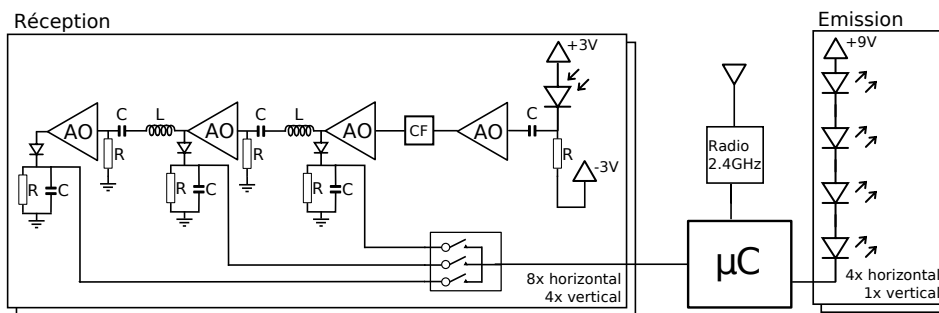 Réception
Emission
+3V
+9V
C
L
C
L
C
AO
AO
AO
CF
AO
R
R
R
-3V
Radio
2.4GHz
R
C
R
C
R
C
µC
8x horizontal
4x vertical
4x horizontal
1x vertical